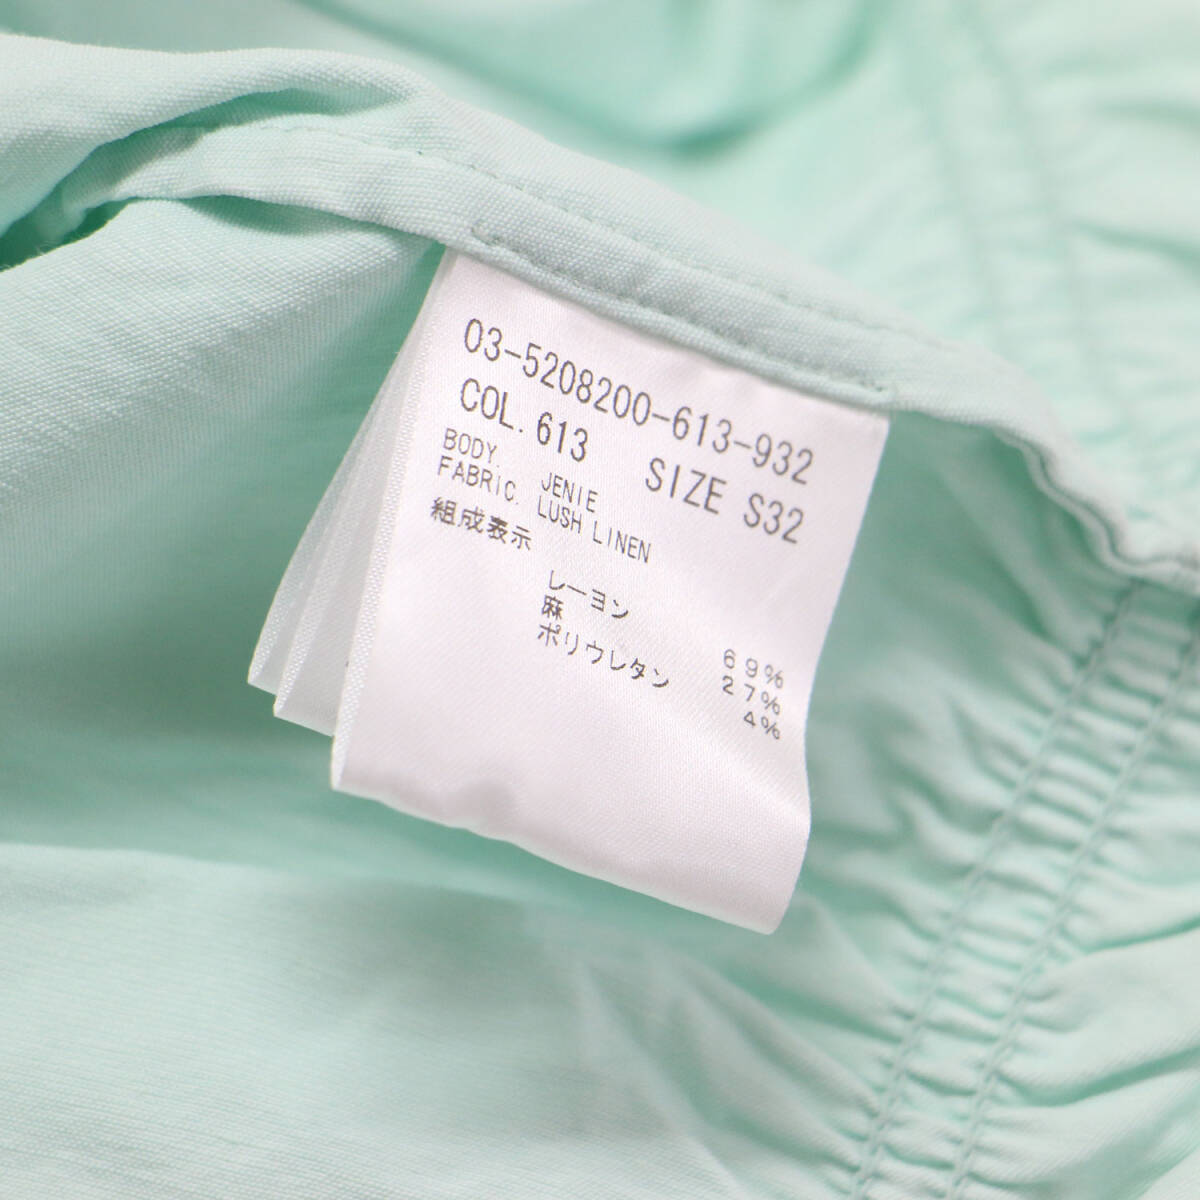 03-5208200-613-932
COL. 613 SIZE S32
BODY. JENIE
FABRIC. LUSH LINEN
組成表示
レーヨン 69%
麻 27%
ポリウレタン 4%